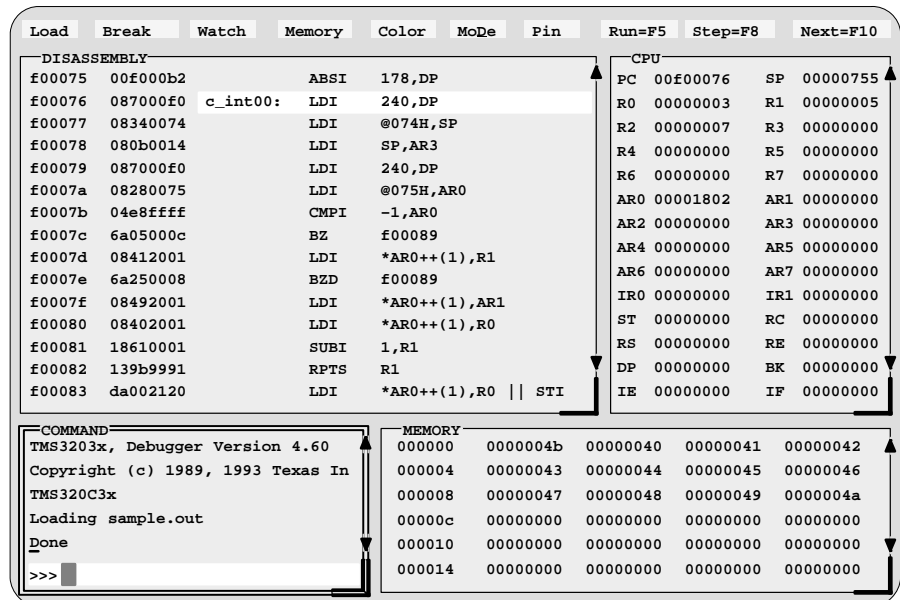 Load Break Watch Memory Color MoDe Pin Run=F5 Step=F8 Next=F10
DISASSEMBLY
f00075 00f000b2 ABSI 178,DP
f00076 087000f0 c_int00: LDI 240,DP
f00077 08340074 LDI @074H,SP
f00078 080b0014 LDI SP,AR3
f00079 087000f0 LDI 240,DP
f0007a 08280075 LDI @075H,AR0
f0007b 04e8ffff CMPI −1,AR0
f0007c 6a05000c BZ f00089
f0007d 08412001 LDI *AR0++(1),R1
f0007e 6a250008 BZD f00089
f0007f 08492001 LDI *AR0++(1),AR1
f00080 08402001 LDI *AR0++(1),R0
f00081 18610001 SUBI 1,R1
f00082 139b9991 RPTS R1
f00083 da002120 LDI *AR0++(1),R0 || STI
CPU
PC 00f00076 SP 00000755
R0 00000003 R1 00000005
R2 00000007 R3 00000000
R4 00000000 R5 00000000
R6 00000000 R7 00000000
AR0 00001802 AR1 00000000
AR2 00000000 AR3 00000000
AR4 00000000 AR5 00000000
AR6 00000000 AR7 00000000
IR0 00000000 IR1 00000000
ST 00000000 RC 00000000
RS 00000000 RE 00000000
DP 00000000 BK 00000000
IE 00000000 IF 00000000
COMMAND
TMS3203x, Debugger Version 4.60
Copyright (c) 1989, 1993 Texas In
TMS320C3x
Loading sample.out
Done
>>>
MEMORY
000000 0000004b 00000040 00000041 00000042
000004 00000043 00000044 00000045 00000046
000008 00000047 00000048 00000049 0000004a
00000c 00000000 00000000 00000000 00000000
000010 00000000 00000000 00000000 00000000
000014 00000000 00000000 00000000 00000000